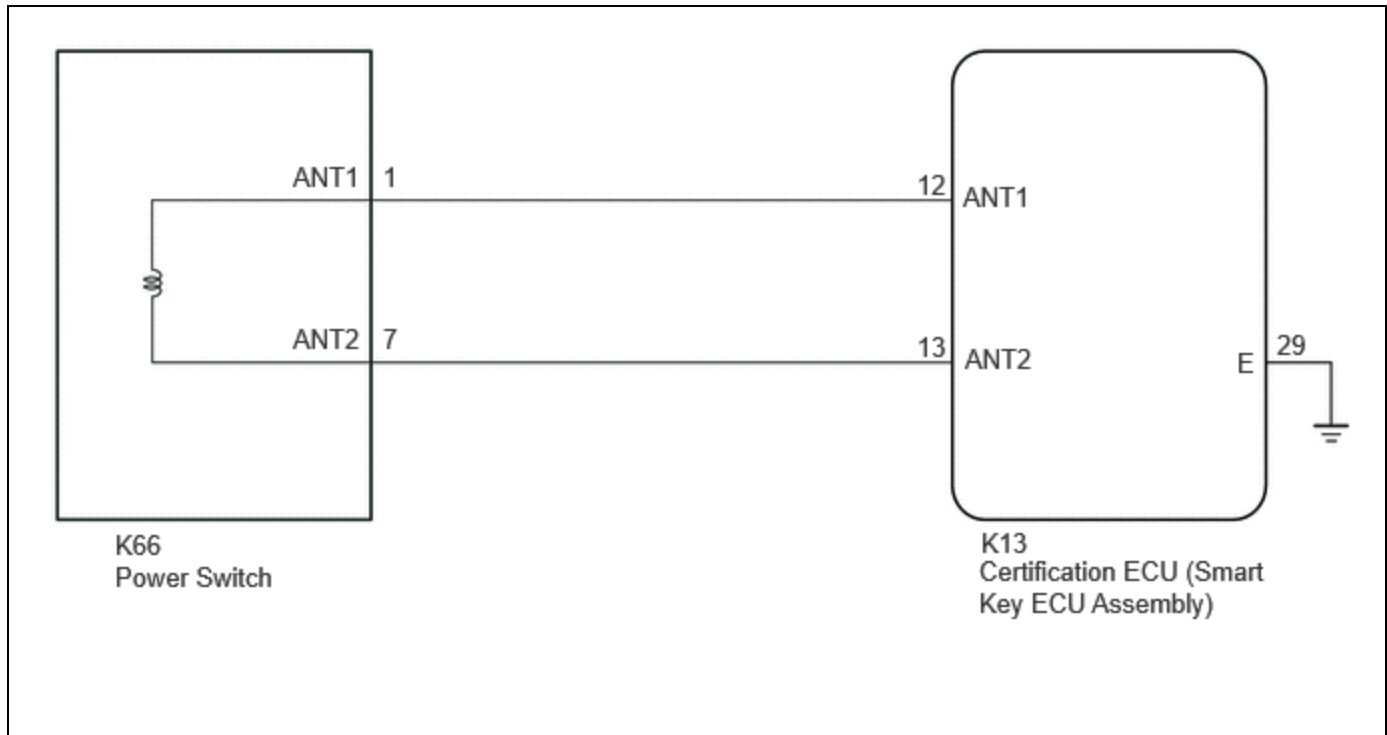 ANT1 1
12 ANT1
ANT2 7
13 ANT2
E 29
K66
Power Switch
K13
Certification ECU (Smart
Key ECU Assembly)